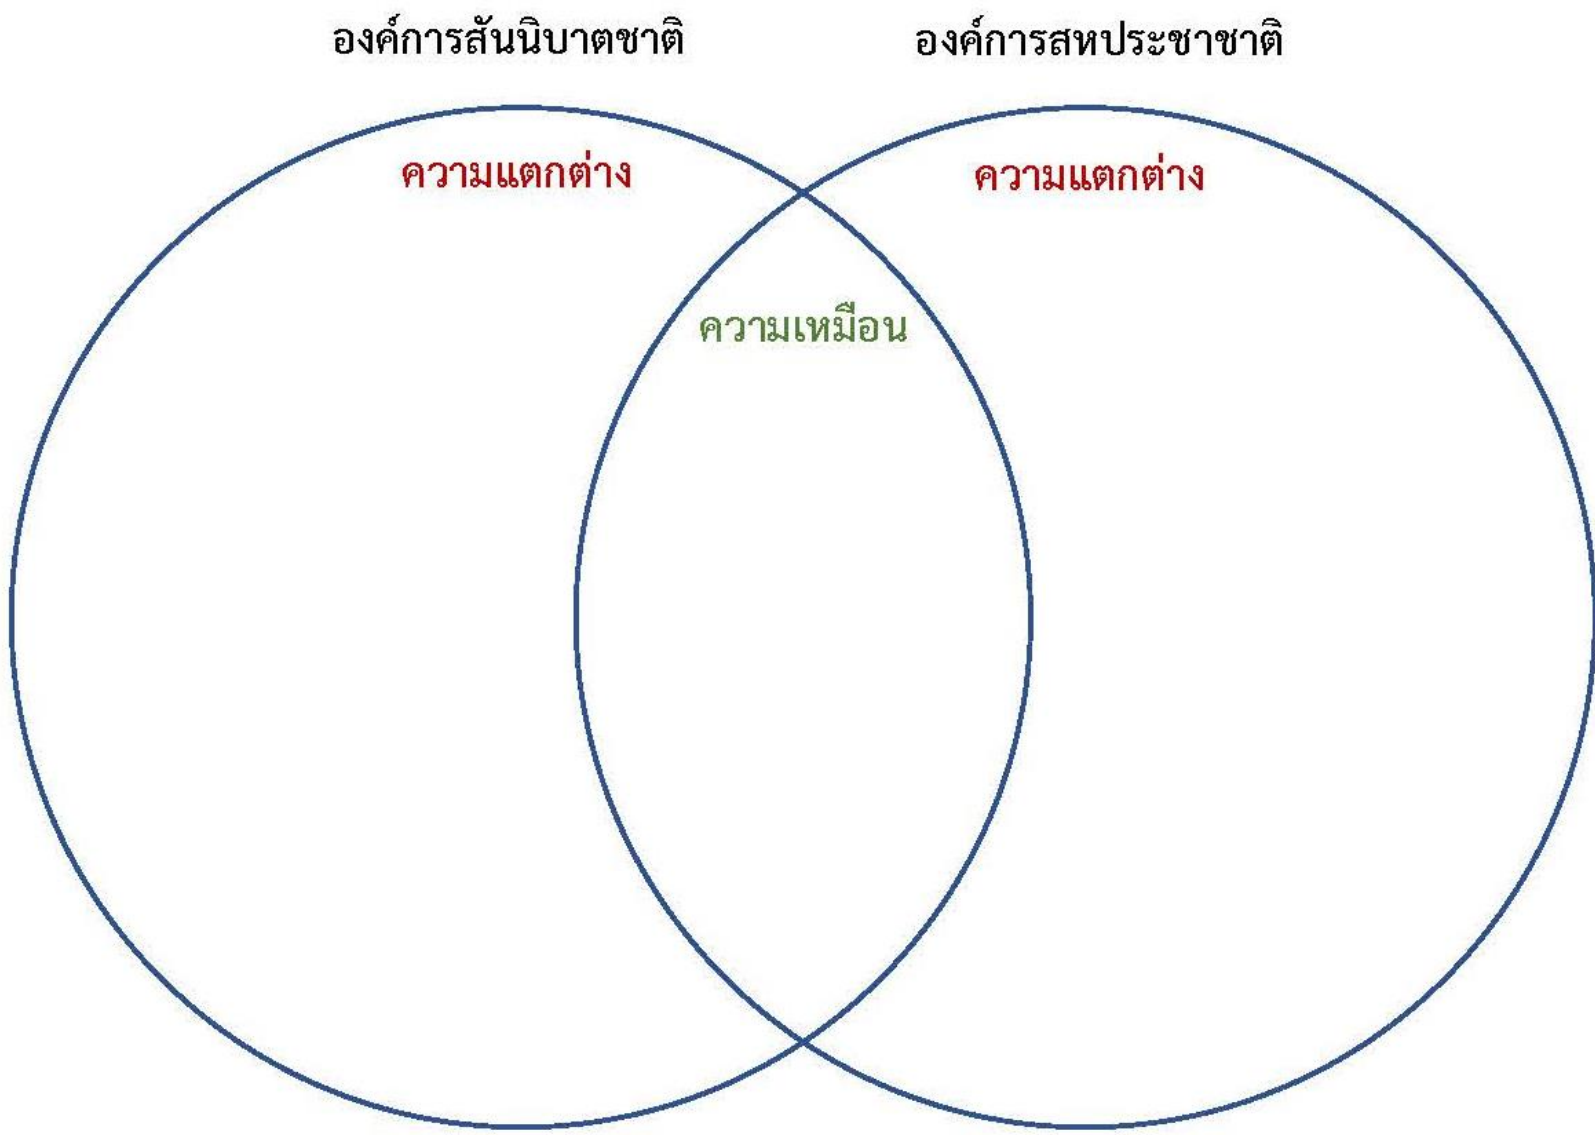 องค์การสันนิบาตชาติ
องค์การสหประชาชาติ
ความแตกต่าง
ความแตกต่าง
ความเหมือน